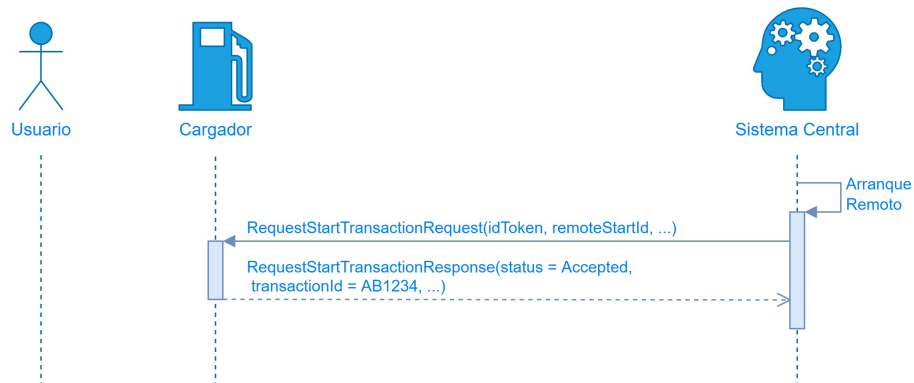 Usuario
Cargador
Sistema Central
Arranque
Remoto
RequestStartTransactionRequest(idToken, remoteStartId, ...)
RequestStartTransactionResponse(status = Accepted,
transactionId = AB1234, ...)